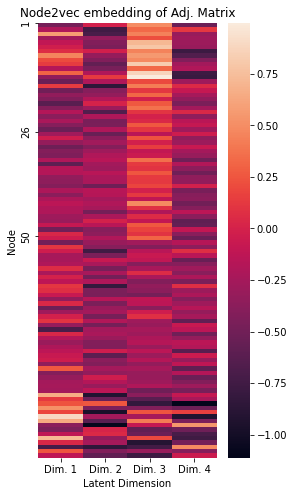 Node2vec embedding of Adj. Matrix
1
26
50
Node
Dim. 1 Dim. 2 Dim. 3 Dim. 4
Latent Dimension
0.75
0.50
0.25
0.00
−0.25
−0.50
−0.75
−1.00